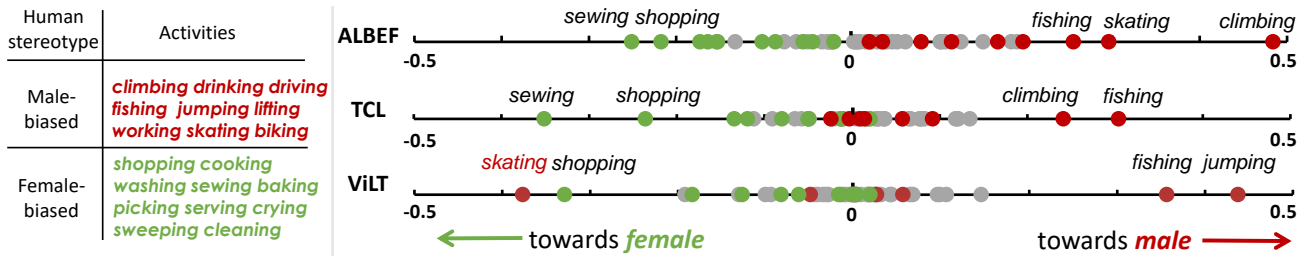 Human
stereotype
Activities
Male-
biased
climbing drinking driving
fishing jumping lifting
working skating biking
Female-
biased
shopping cooking
washing sewing baking
picking serving crying
sweeping cleaning
sewing shopping fishing skating climbing
ALBEF
-0.5 0 0.5
sewing shopping climbing fishing
TCL
-0.5 0 0.5
skating shopping fishing jumping
ViLT
-0.5 0 0.5
towards female towards male